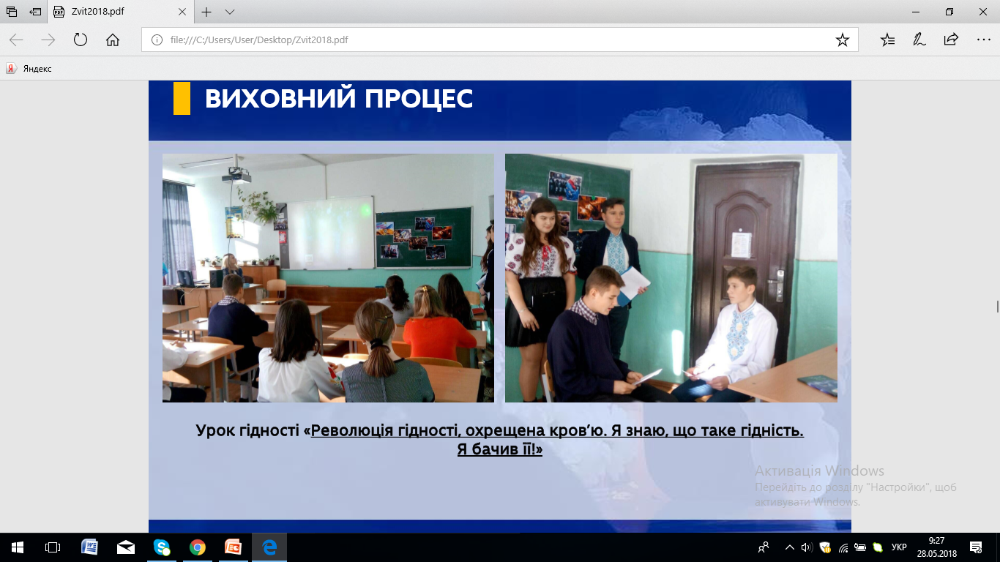 Zvit2018.pdf
file:///C:/Users/User/Desktop/Zvit2018.pdf
Яндекс
ВИХОВНИЙ ПРОЦЕС
Урок гідності «Революція гідності, охрещена кров’ю. Я знаю, що таке гідність.
Я бачив її!»
Активація Windows
Перейдіть до розділу "Настройки", щоб
активувати Windows.
УКР
9:27
28.05.2018